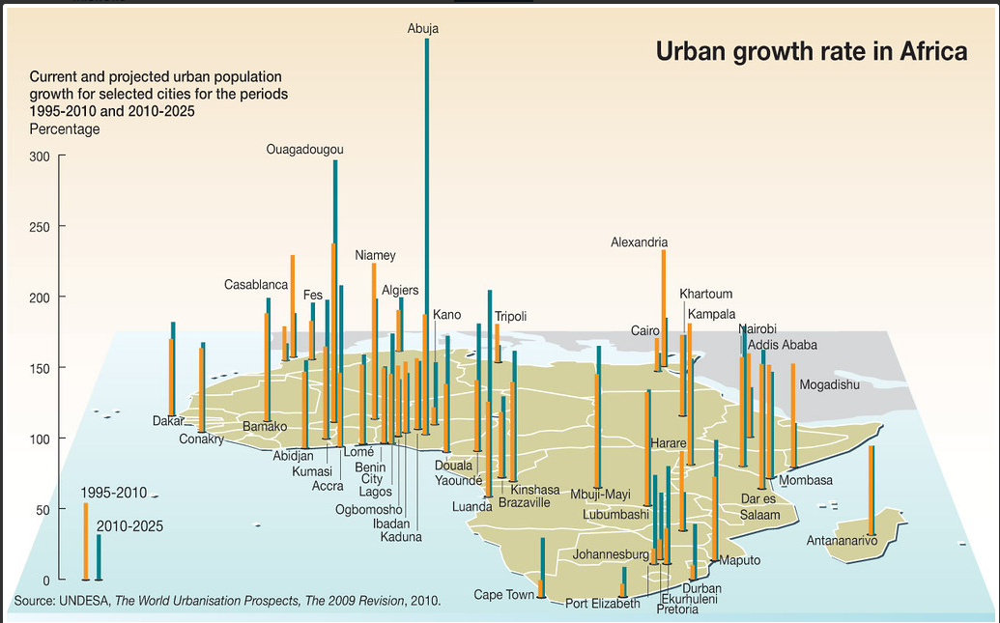 Abuja
Urban growth rate in Africa
Current and projected urban population
growth for selected cities for the periods
1995-2010 and 2010-2025
Percentage
300
Ouagadougou
250
Alexandria
Niamey
Casablanca
Fes
Algiers
200
Khartoum
Kano
Tripoli
Kampala
Cairo
Nairobi
Addis Ababa
150
Mogadishu
Dakar
Bamako
Conakry
100
Harare
Abidjan
Lomé
Kumasi
Accra
Benin
City
Lagos
Douala
Yaoundé
Mbuji-Mayi
Mombasa
Kinshasa
Brazaville
Luanda
Dar es
Salaam
Ogbomosho
Ibadan
Kaduna
Lubumbashi
50
1995-2010
2010-2025
Antananarivo
Johannesburg
Maputo
0
Cape Town
Port Elizabeth
Durban
Ekurhuleni
Pretoria
Source: UNDESA, The World Urbanisation Prospects, The 2009 Revision, 2010.